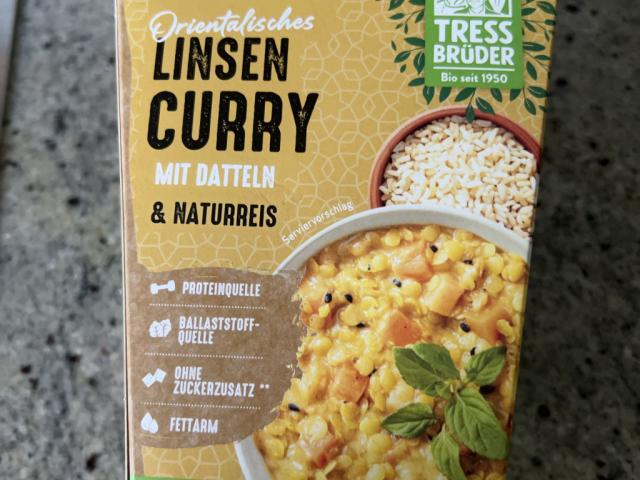 Orientalisches
LINSEN
CURRY
MIT DATTELN
& NATURREIS
TRESS
BRÜDER
Bio seit 1950
Serviervorschlag
PROTEINQUELLE
BALLASTSTOFF-
QUELLE
OHNE
ZUCKERZUSATZ **
FETTARM